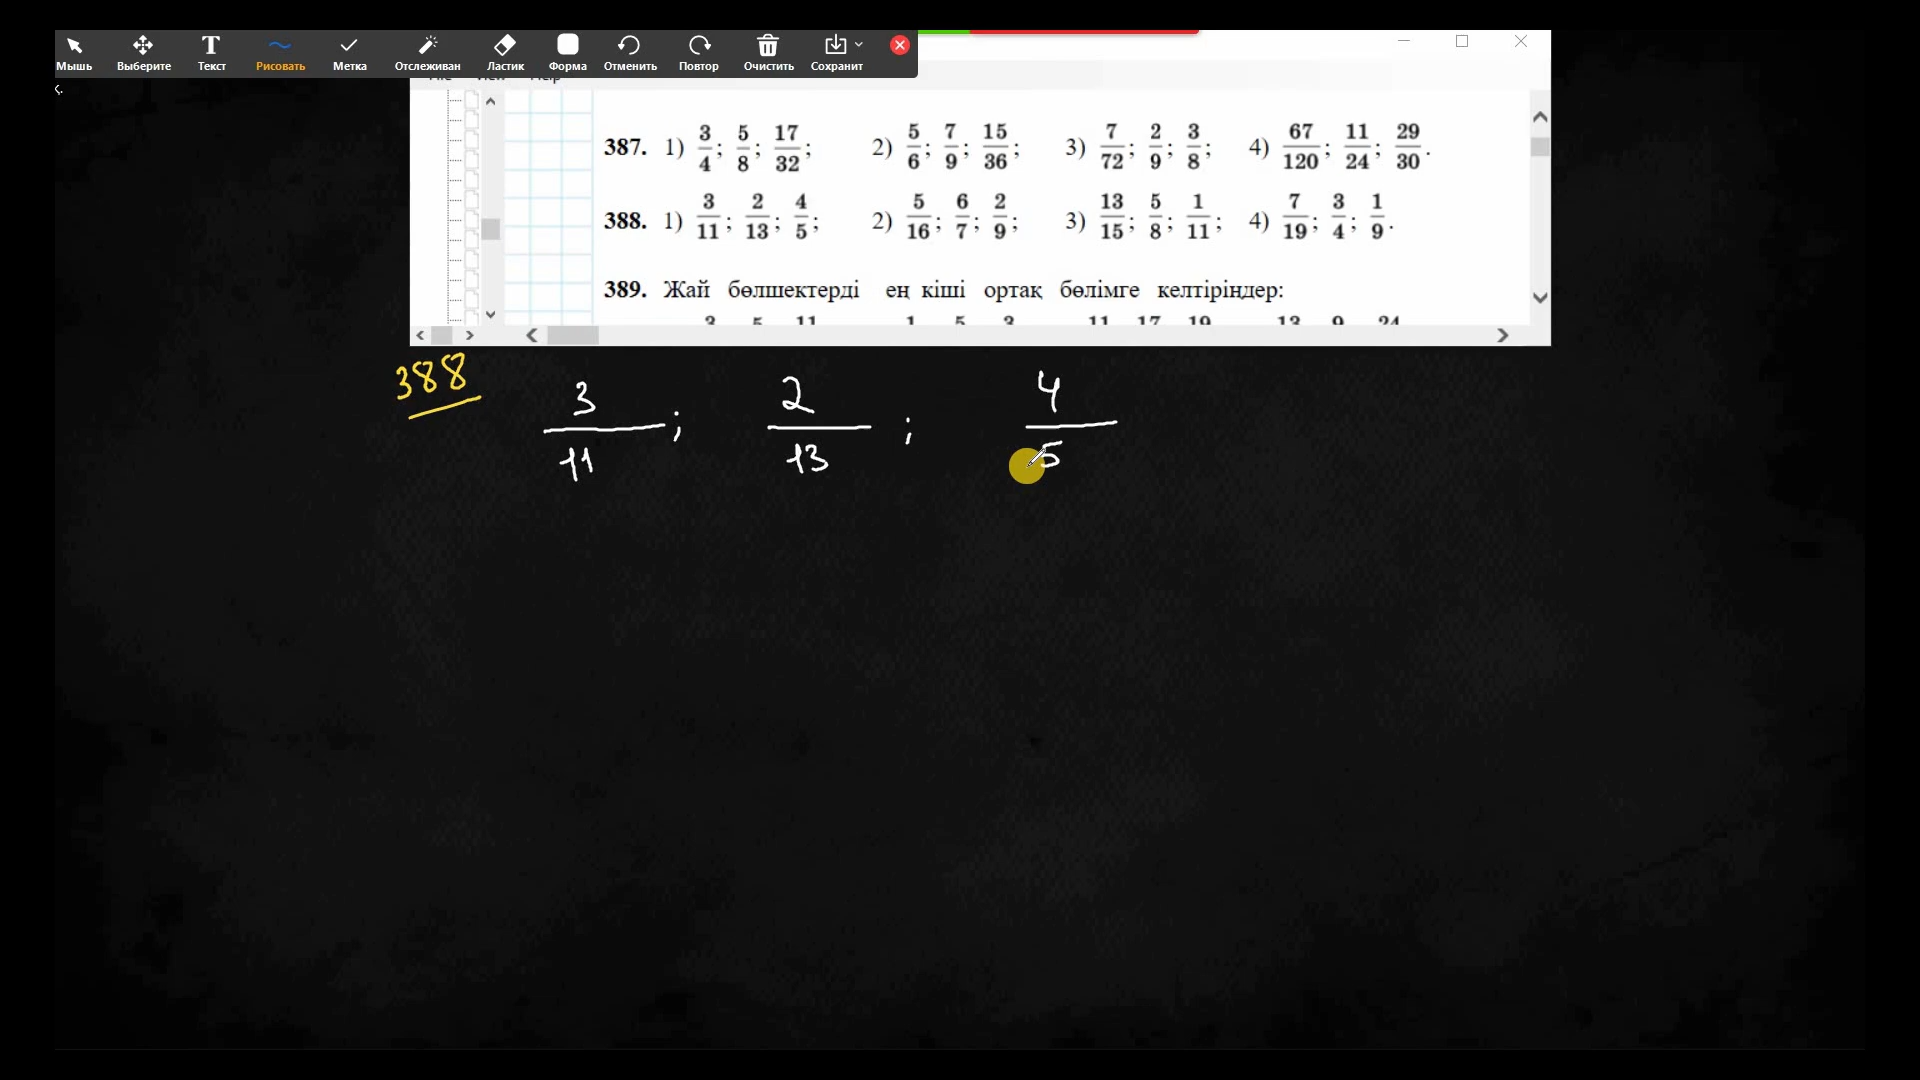 Мышь Выберите Текст Рисовать Метка Отслеживан Ластик Форма Отменить Повтор Очистить Сохранит
387. 1) 3/4; 5/8; 17/32; 2) 5/6; 7/9; 15/36; 3) 7/72; 2/9; 3/8; 4) 67/120; 11/24; 29/30.
388. 1) 3/11; 2/13; 4/5; 2) 5/16; 6/7; 2/9; 3) 13/15; 5/8; 1/11; 4) 7/19; 3/4; 1/9.
389. Жай бөлшектерді ең кіші ортақ бөлімге келтіріңдер:
388
3/11; 2/13; 4/5